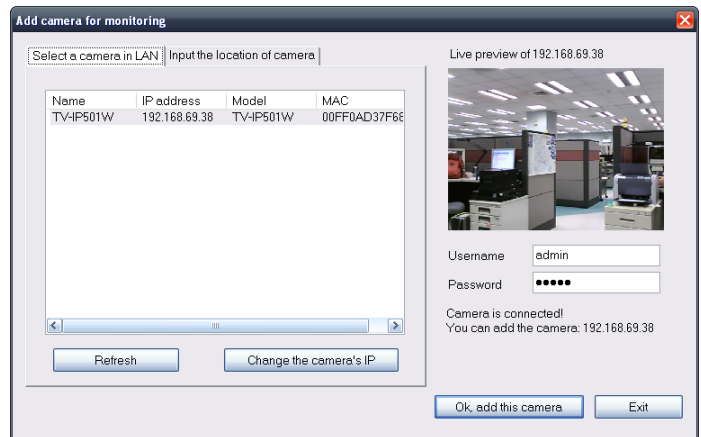 Add camera for monitoring
Select a camera in LAN Input the location of camera
Live preview of 192.168.69.38
Name IP address Model MAC
TV-IP501W 192.168.69.38 TV-IP501W 00FF0AD37F68
Username admin
Password •••••
Camera is connected!
You can add the camera: 192.168.69.38
Refresh Change the camera's IP
Ok, add this camera Exit